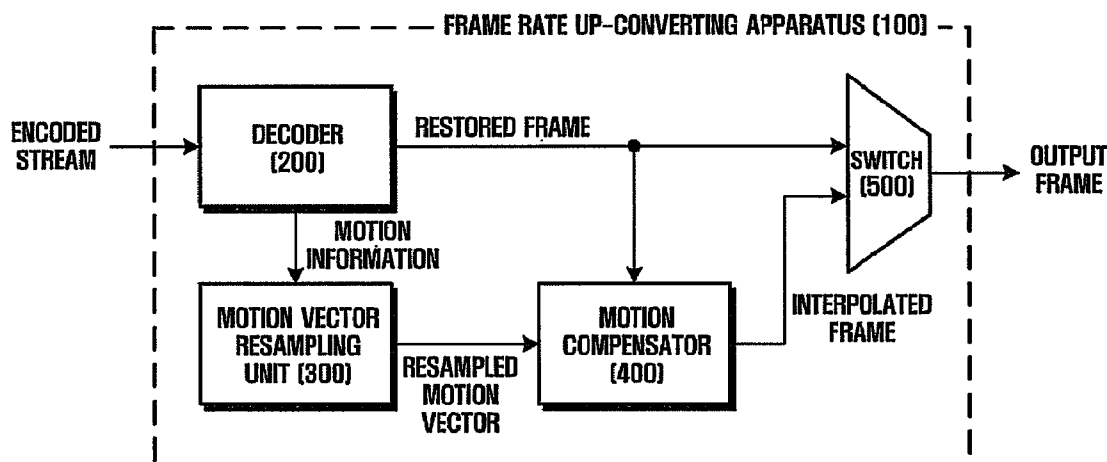 FRAME RATE UP-CONVERTING APPARATUS (100)
ENCODED
STREAM
DECODER
(200)
RESTORED FRAME
SWITCH
(500)
OUTPUT
FRAME
MOTION
INFORMATION
MOTION VECTOR
RESAMPLING
UNIT (300)
RESAMPLED
MOTION
VECTOR
MOTION
COMPENSATOR
(400)
INTERPOLATED
FRAME